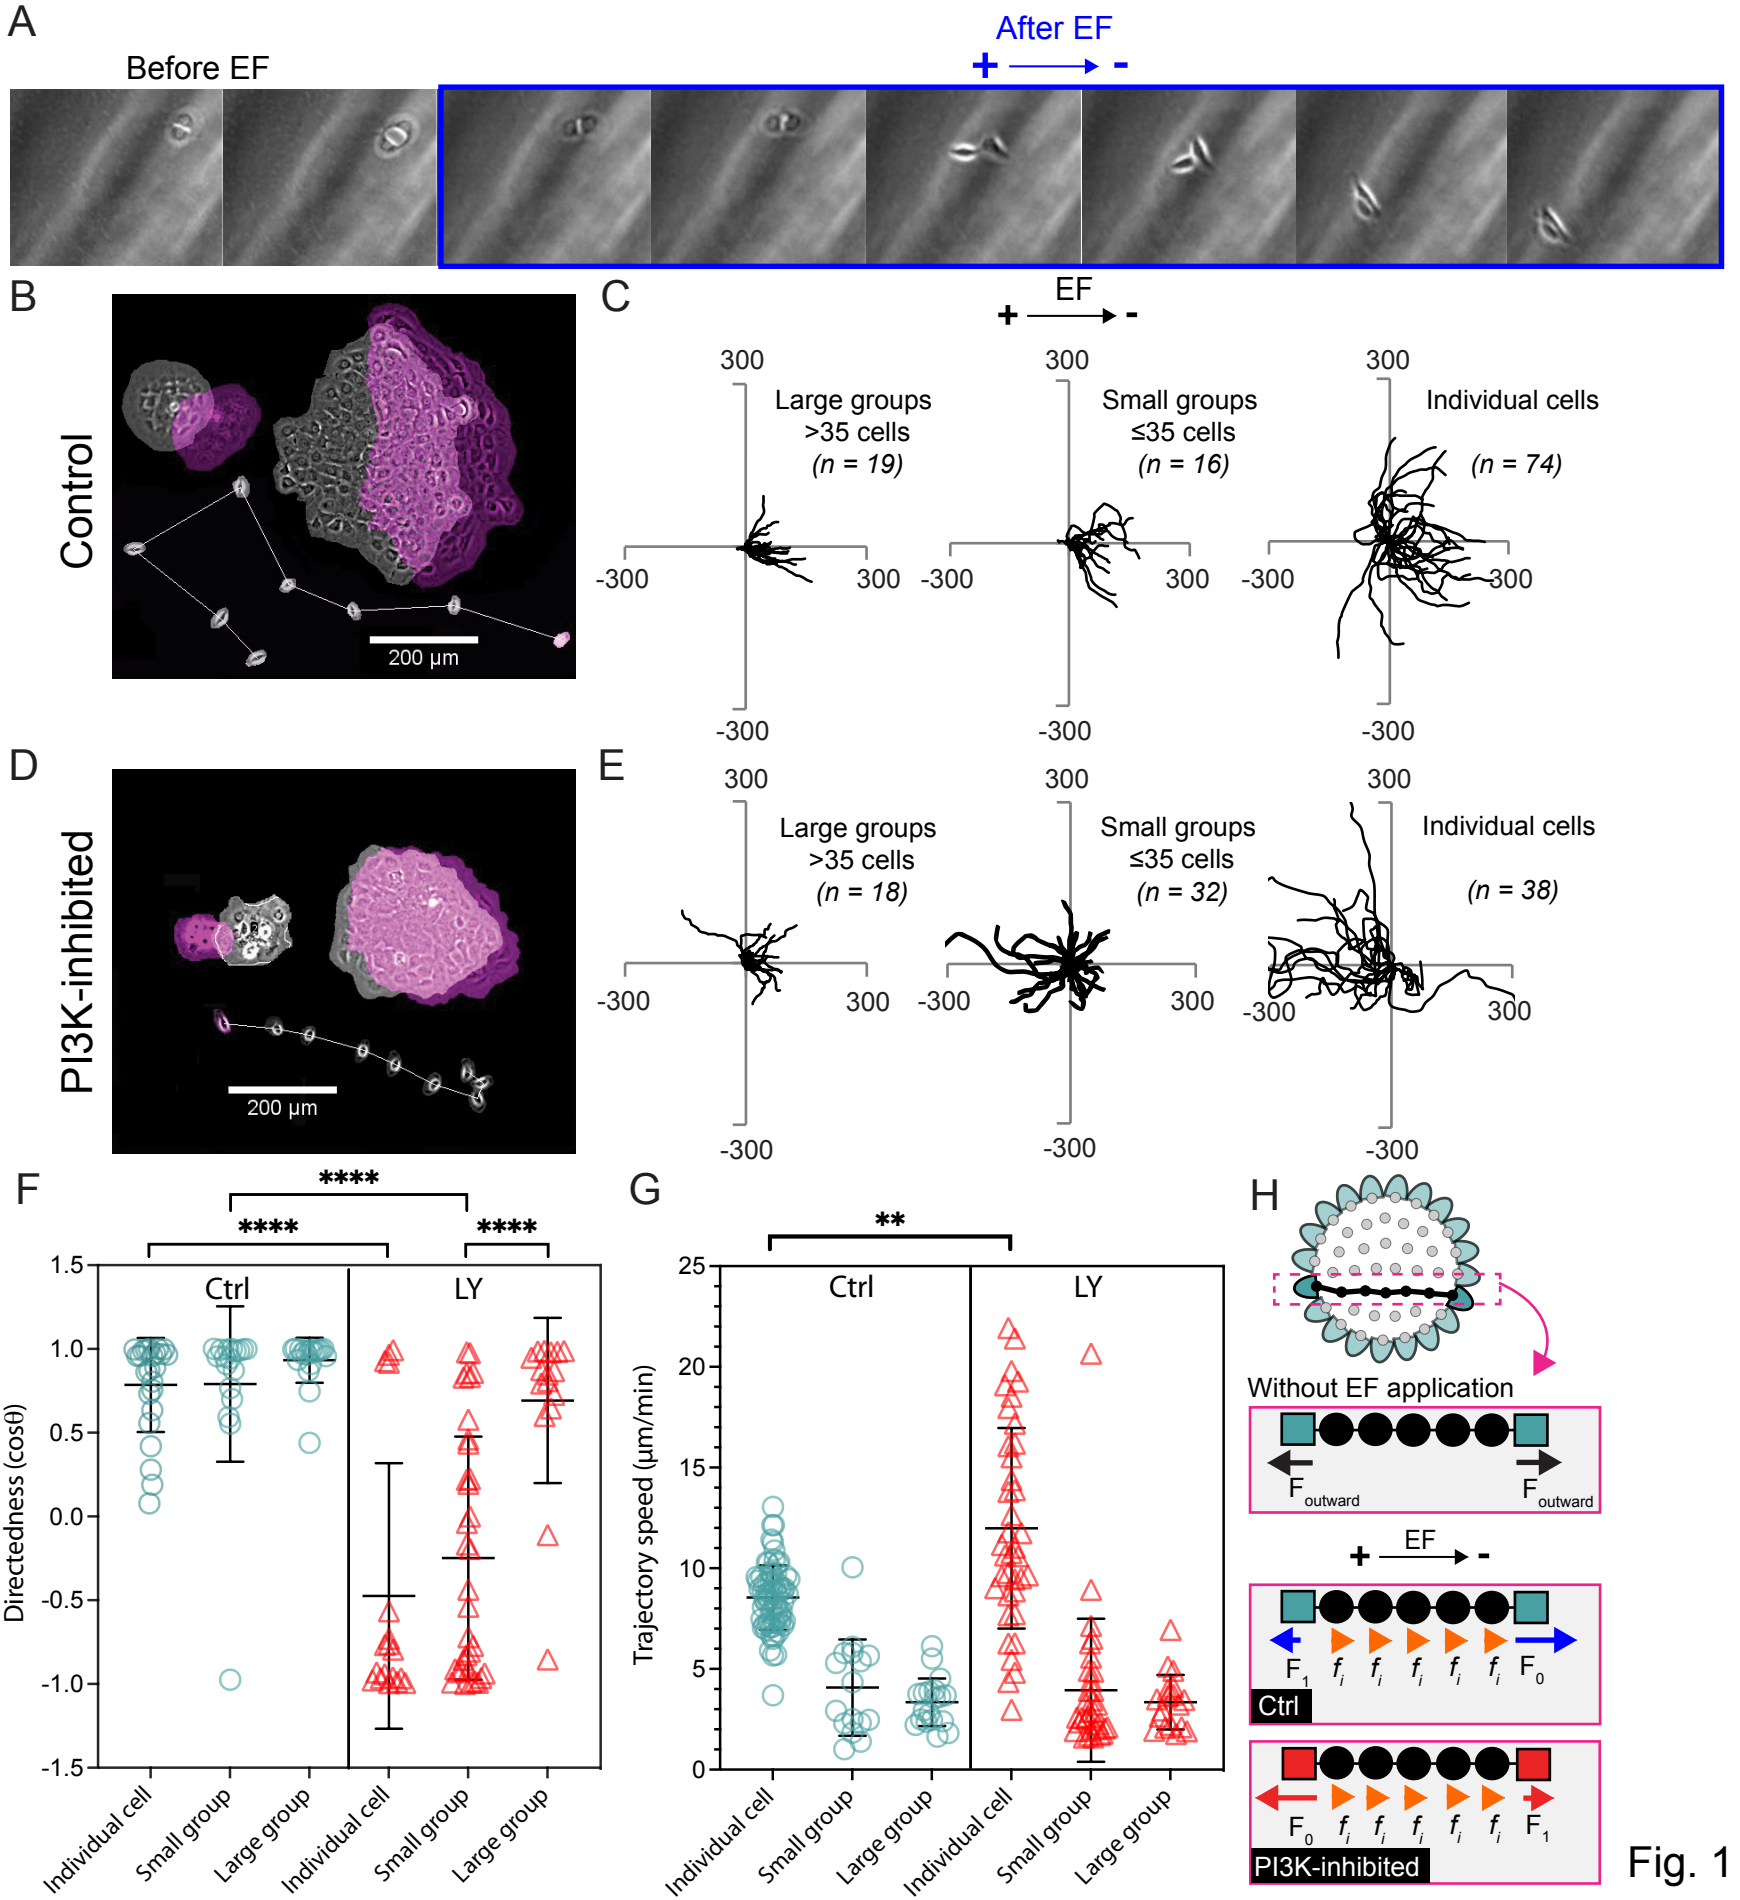 A
Before EF
After EF
+ -
B
Control
200 µm
C
EF
+ -
300
Large groups
>35 cells
(n = 19)
-300
300
-300
300
Small groups
≤35 cells
(n = 16)
-300
300
-300
300
Individual cells
(n = 74)
-300
300
-300
D
PI3K-inhibited
200 µm
E
300
Large groups
>35 cells
(n = 18)
-300
300
-300
300
Small groups
≤35 cells
(n = 32)
-300
300
-300
300
Individual cells
(n = 38)
-300
300
-300
F
****
****
****
Ctrl
LY
Directedness (cosθ)
1.5
1.0
0.5
0.0
-0.5
-1.0
-1.5
Individual cell
Small group
Large group
Individual cell
Small group
Large group
G
**
Ctrl
LY
Trajectory speed (µm/min)
25
20
15
10
5
0
Individual cell
Small group
Large group
Individual cell
Small group
Large group
H
Without EF application
Foutward
Foutward
EF
+ -
F1 fi fi fi fi fi F0
Ctrl
F0 fi fi fi fi fi F1
PI3K-inhibited
Fig. 1